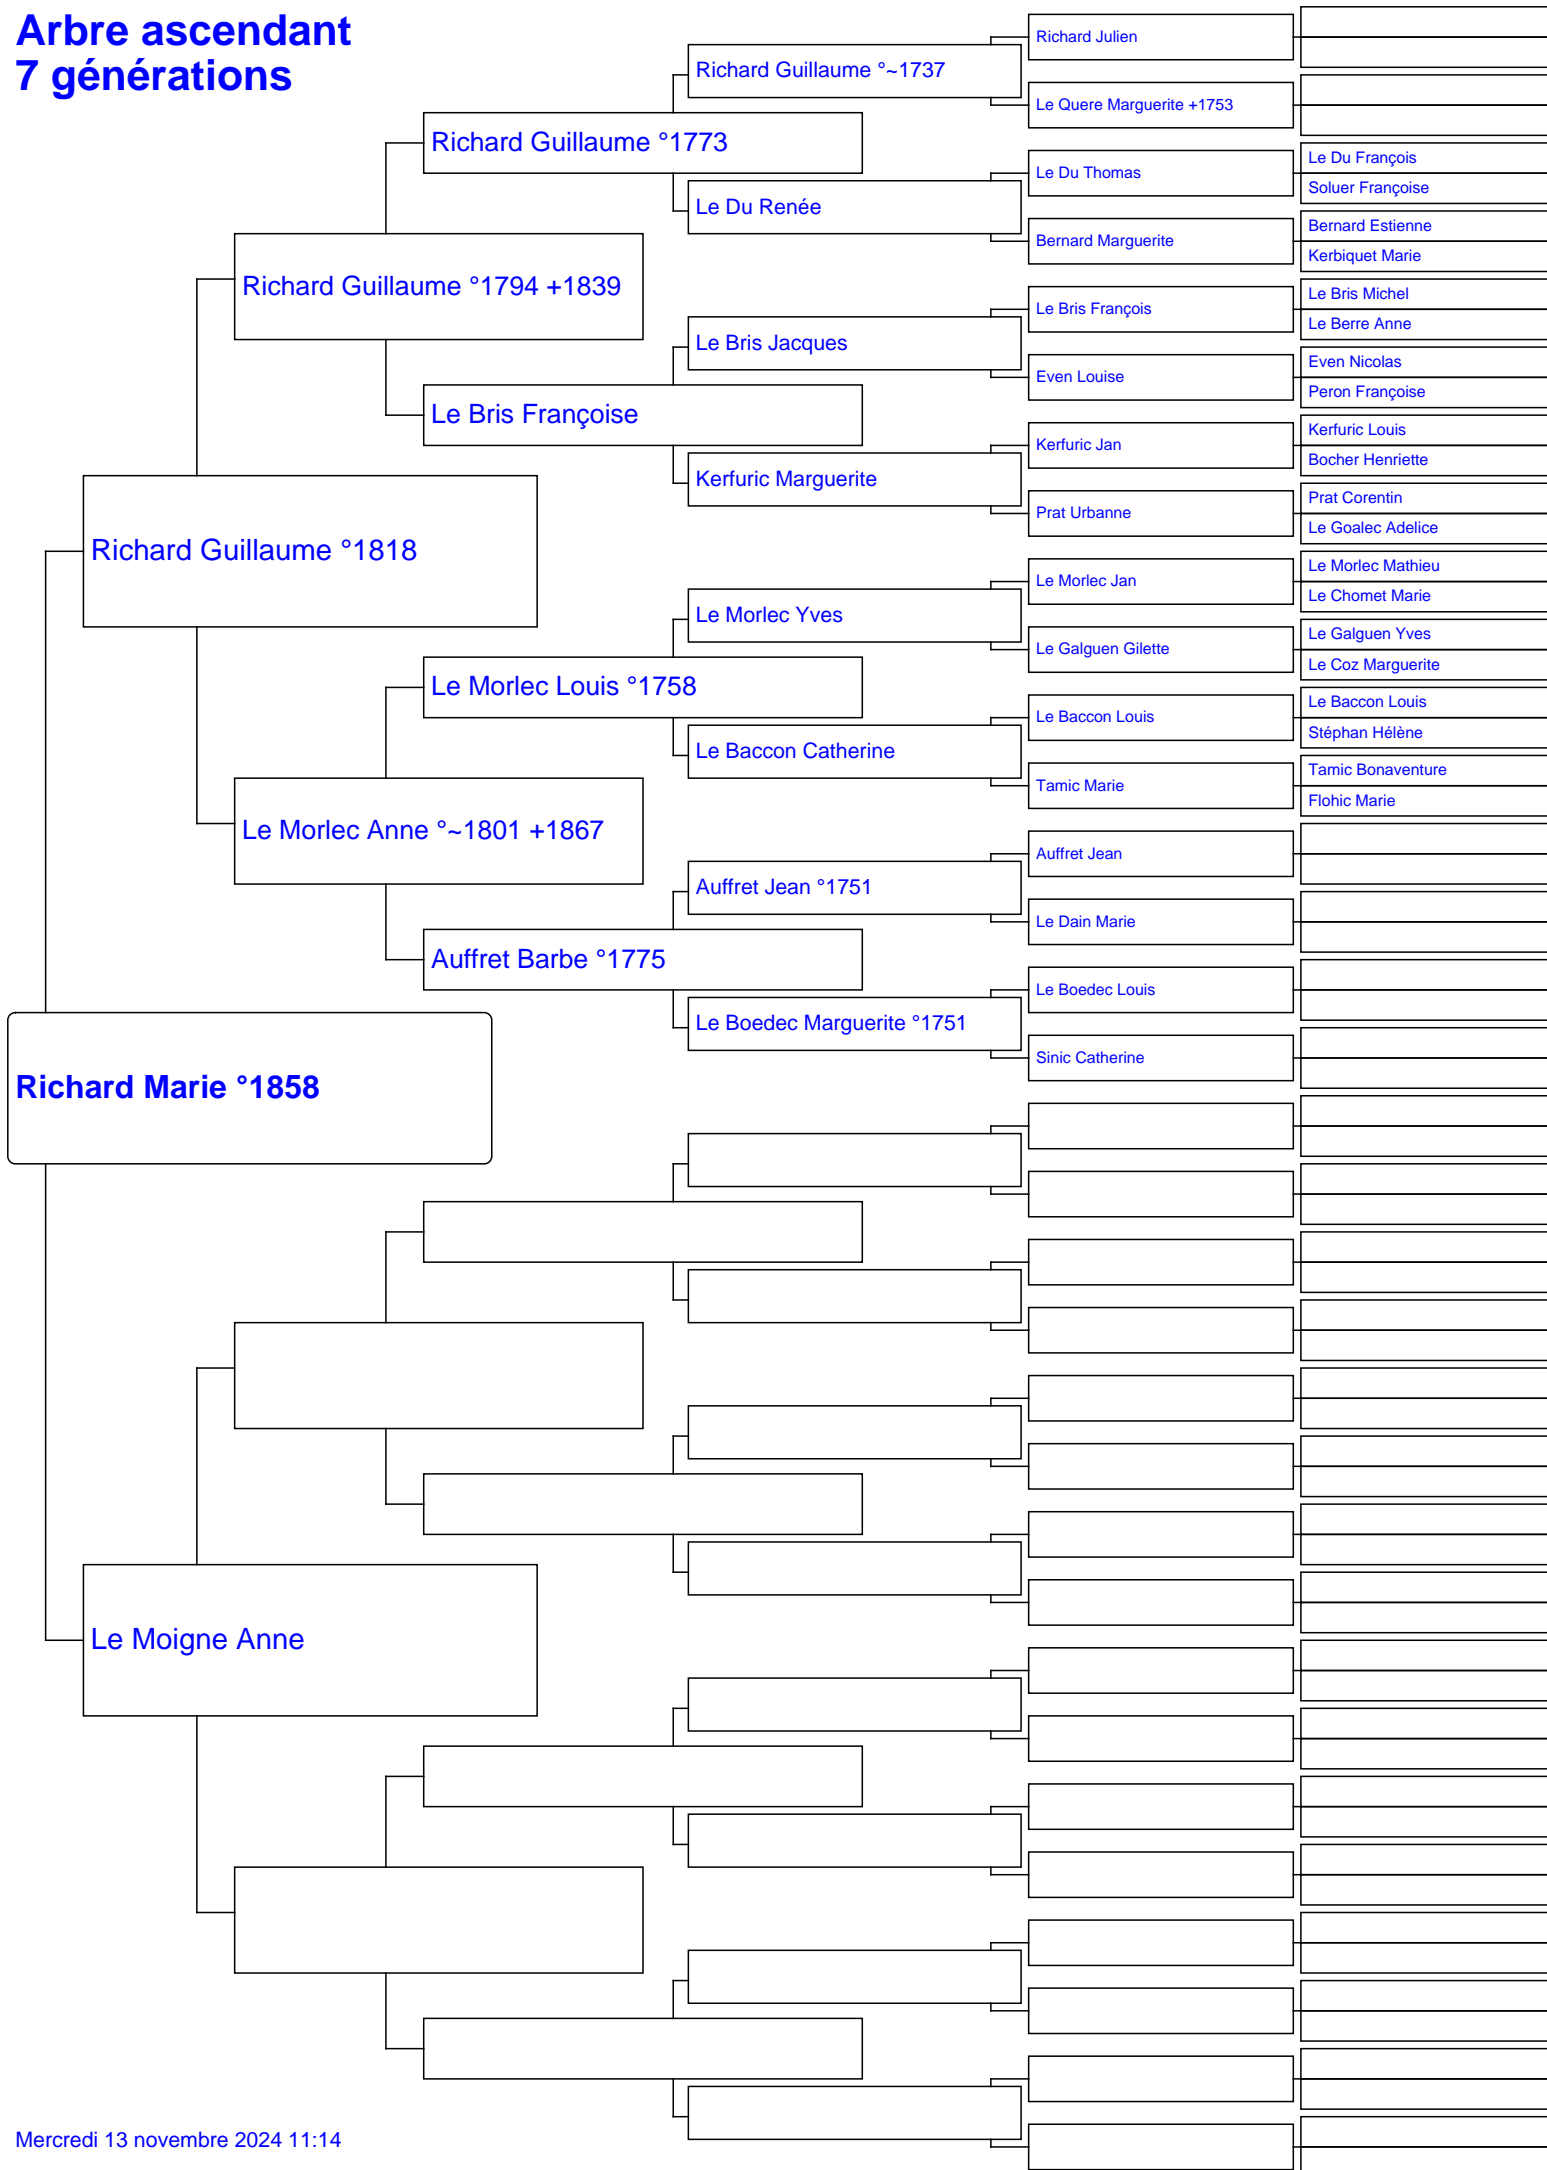 Arbre ascendant
7 générations
Richard Marie °1858
Richard Guillaume °1818
Le Moigne Anne
Richard Guillaume °1794 +1839
Le Morlec Anne °~1801 +1867
Richard Guillaume °1773
Le Bris Françoise
Le Morlec Louis °1758
Auffret Barbe °1775
Richard Guillaume °~1737
Le Du Renée
Le Bris Jacques
Kerfuric Marguerite
Le Morlec Yves
Le Baccon Catherine
Auffret Jean °1751
Le Boedec Marguerite °1751
Richard Julien
Le Quere Marguerite +1753
Le Du Thomas
Bernard Marguerite
Le Bris François
Even Louise
Kerfuric Jan
Prat Urbanne
Le Morlec Jan
Le Galguen Gilette
Le Baccon Louis
Tamic Marie
Auffret Jean
Le Dain Marie
Le Boedec Louis
Sinic Catherine
Le Du François
Soluer Françoise
Bernard Estienne
Kerbiquet Marie
Le Bris Michel
Le Berre Anne
Even Nicolas
Peron Françoise
Kerfuric Louis
Bocher Henriette
Prat Corentin
Le Goalec Adelice
Le Morlec Mathieu
Le Chomet Marie
Le Galguen Yves
Le Coz Marguerite
Le Baccon Louis
Stéphan Hélène
Tamic Bonaventure
Flohic Marie
Mercredi 13 novembre 2024 11:14